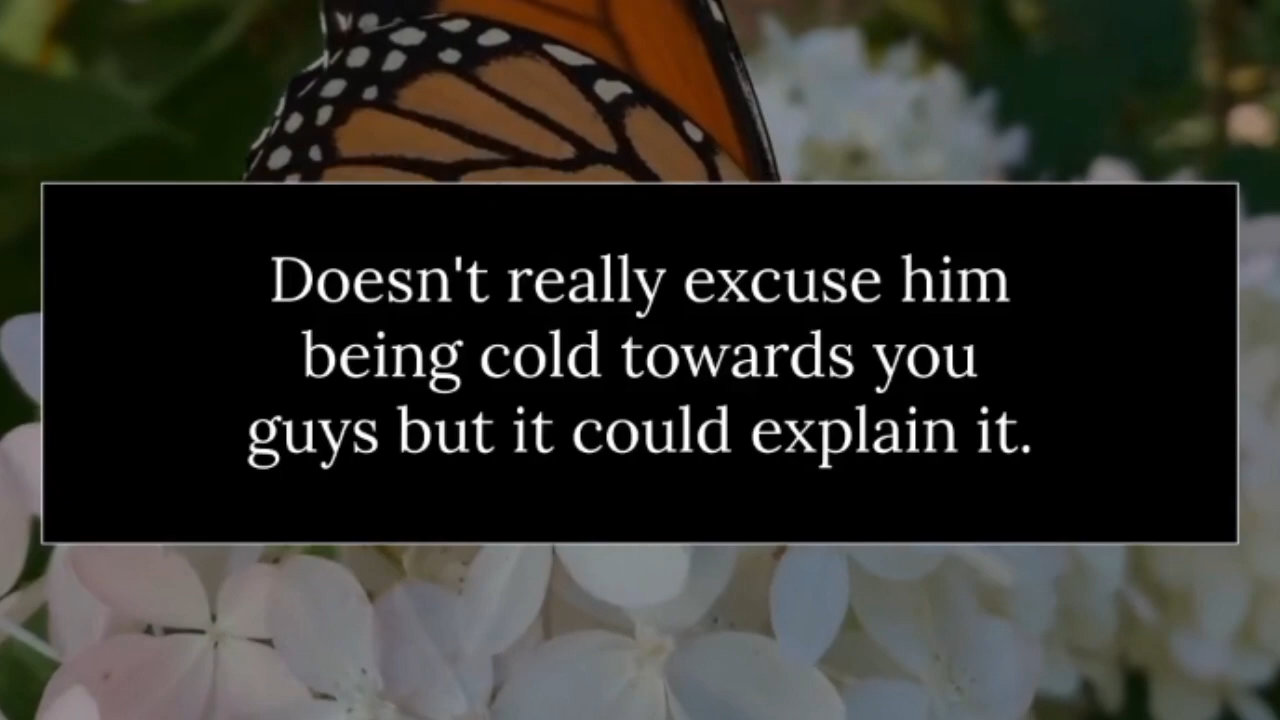 Doesn't really excuse him
being cold towards you
guys but it could explain it.